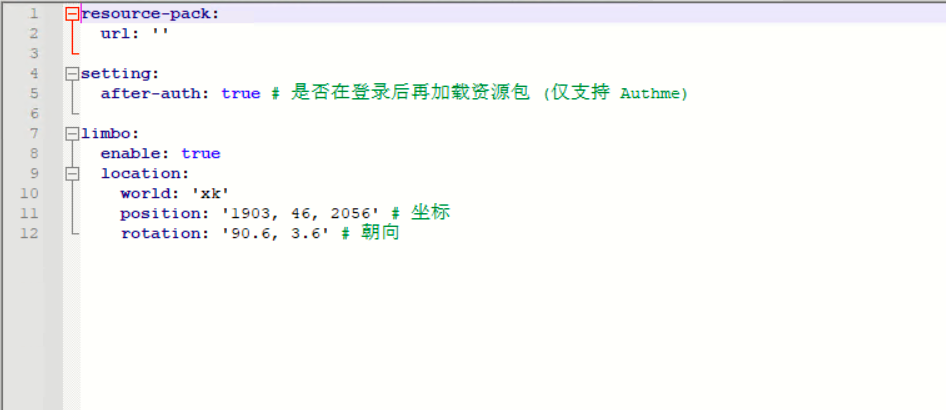 1 resource-pack:
2 url: ''
3
4 setting:
5 after-auth: true # 是否在登录后再加载资源包 (仅支持 Authme)
6
7 limbo:
8 enable: true
9 location:
10 world: 'xk'
11 position: '1903, 46, 2056' # 坐标
12 rotation: '90.6, 3.6' # 朝向